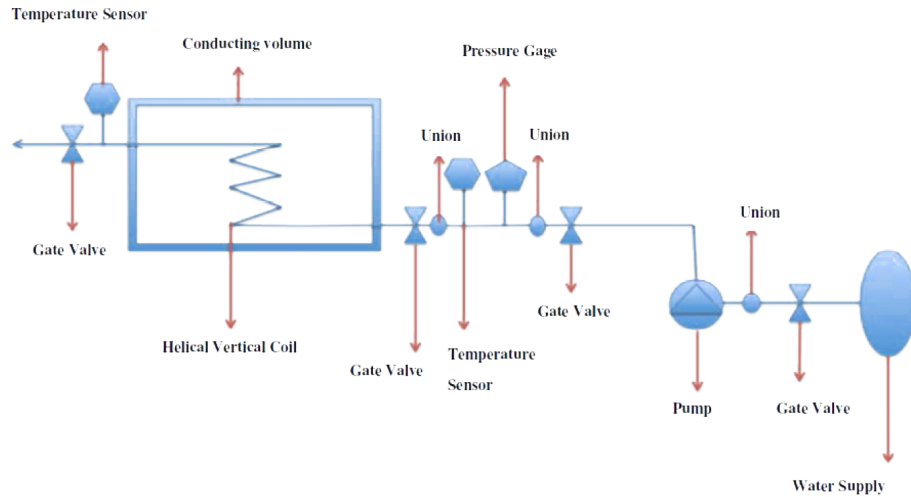 Temperature Sensor
Conducting volume
Pressure Gage
Union
Union
Union
Gate Valve
Gate Valve
Helical Vertical Coil
Gate Valve
Temperature
Sensor
Pump
Gate Valve
Water Supply